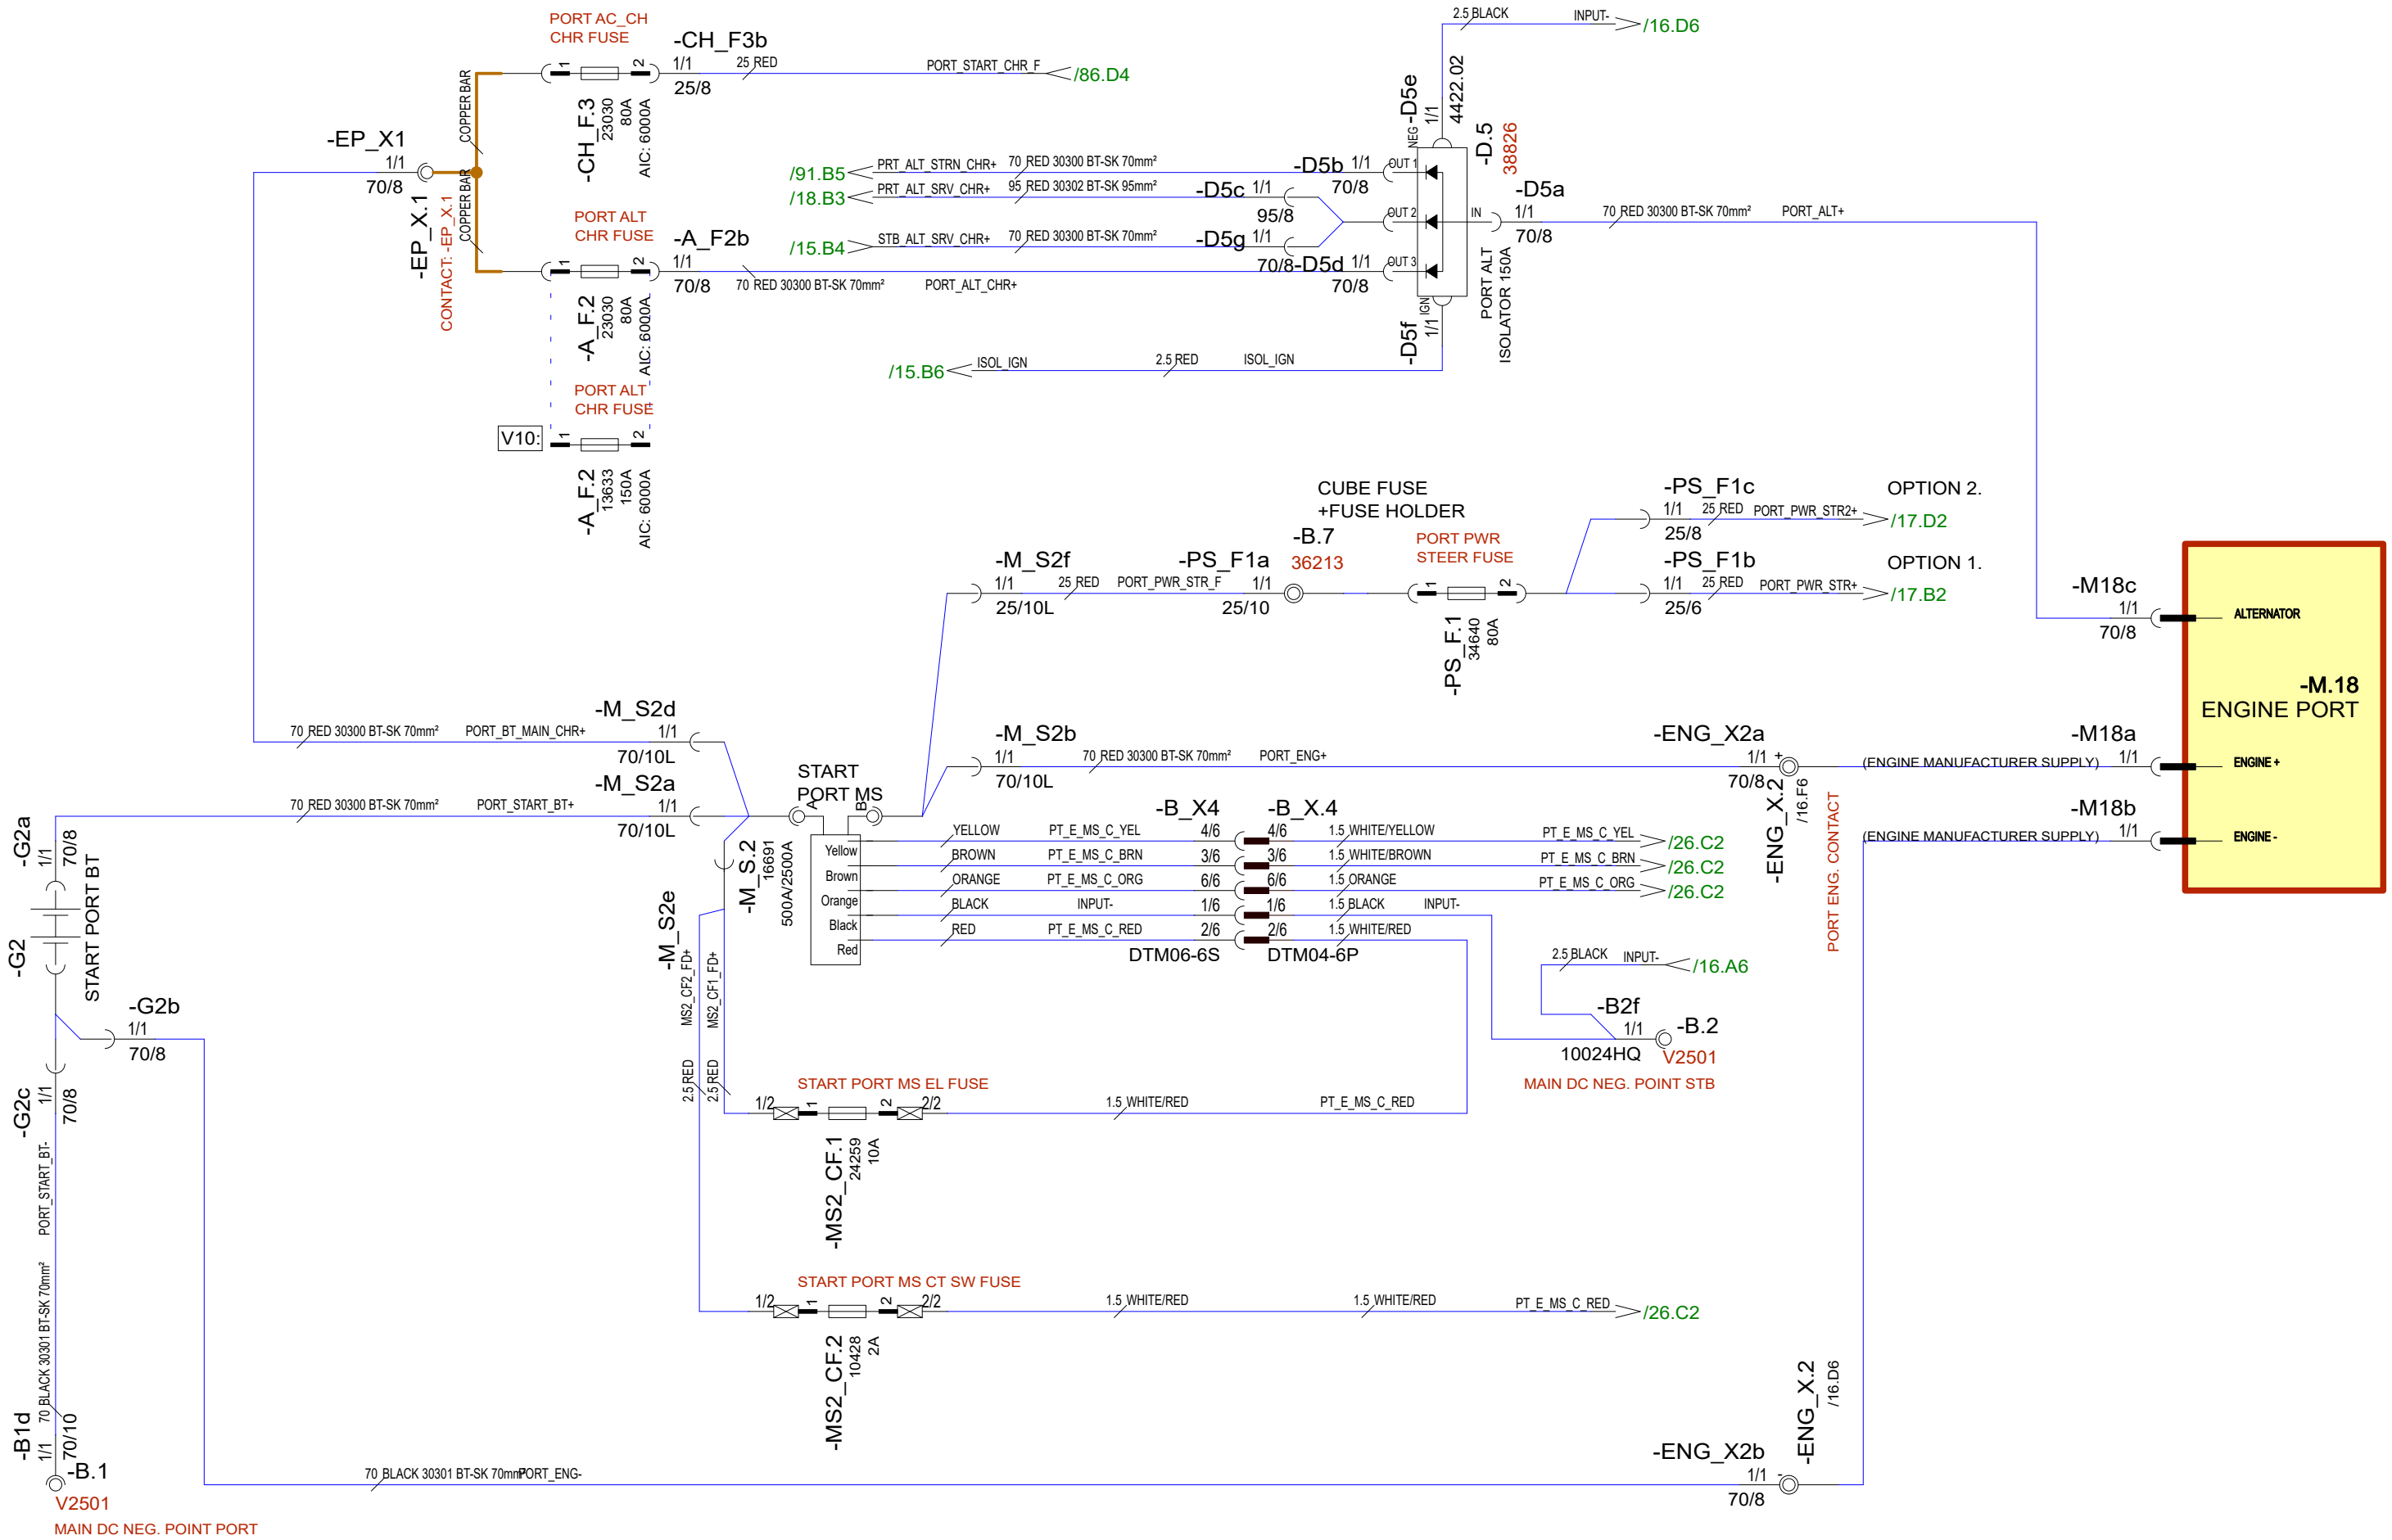 PORT AC_CH
CHR FUSE
-CH_F3b
1/1
25 RED
PORT_START_CHR_F
/86.D4
25/8
1
2
-CH_F.3
23030
80A
AIC: 6000A
COPPER BAR
COPPER BAR
-EP_X1
1/1
70/8
-EP_X.1
CONTACT: -EP_X.1
PORT ALT
CHR FUSE
-A_F2b
1/1
70/8
70 RED 30300 BT-SK 70mm²
PORT_ALT_CHR+
1
2
-A_F.2
23030
80A
AIC: 6000A
PORT ALT
CHR FUSE
V10:
1
2
-A_F.2
13633
150A
AIC: 6000A
2.5 BLACK
INPUT-
/16.D6
-D5e
1/1
4422.02
NEG
-D.5
38826
/91.B5
PRT_ALT_STRN_CHR+
70 RED 30300 BT-SK 70mm²
-D5b
1/1
70/8
OUT 1
/18.B3
PRT_ALT_SRV_CHR+
95 RED 30302 BT-SK 95mm²
-D5c
1/1
95/8
OUT 2
/15.B4
STB_ALT_SRV_CHR+
70 RED 30300 BT-SK 70mm²
-D5g
1/1
70/8
-D5d
1/1
70/8
OUT 3
IN
-D5a
1/1
70/8
70 RED 30300 BT-SK 70mm²
PORT_ALT+
IGN
-D5f
1/1
PORT ALT
ISOLATOR 150A
/15.B6
ISOL_IGN
2.5 RED
ISOL_IGN
CUBE FUSE
+FUSE HOLDER
-B.7
36213
PORT PWR
STEER FUSE
-M_S2f
1/1
25 RED
PORT_PWR_STR_F
25/10L
-PS_F1a
1/1
25/10
1
2
-PS_F.1
34640
80A
-PS_F1c
1/1
25 RED
PORT_PWR_STR2+
25/8
OPTION 2.
/17.D2
-PS_F1b
1/1
25 RED
PORT_PWR_STR+
25/6
OPTION 1.
/17.B2
-M18c
1/1
70/8
ALTERNATOR
-M.18
ENGINE PORT
-M18a
1/1
ENGINE +
(ENGINE MANUFACTURER SUPPLY)
-M18b
1/1
ENGINE -
(ENGINE MANUFACTURER SUPPLY)
70 RED 30300 BT-SK 70mm²
PORT_BT_MAIN_CHR+
-M_S2d
1/1
70/10L
70 RED 30300 BT-SK 70mm²
PORT_START_BT+
-M_S2a
1/1
70/10L
START
PORT MS
A
B
-M_S.2
16691
500A/2500A
-M_S2b
1/1
70/10L
70 RED 30300 BT-SK 70mm²
PORT_ENG+
-ENG_X2a
1/1
+
70/8
-ENG_X.2
/16.F6
PORT ENG. CONTACT
-B_X4
-B_X.4
Yellow
YELLOW
PT_E_MS_C_YEL
4/6
4/6
1.5 WHITE/YELLOW
PT_E_MS_C_YEL
/26.C2
Brown
BROWN
PT_E_MS_C_BRN
3/6
3/6
1.5 WHITE/BROWN
PT_E_MS_C_BRN
/26.C2
Orange
ORANGE
PT_E_MS_C_ORG
6/6
6/6
1.5 ORANGE
PT_E_MS_C_ORG
/26.C2
Black
BLACK
INPUT-
1/6
1/6
1.5 BLACK
INPUT-
Red
RED
PT_E_MS_C_RED
2/6
2/6
1.5 WHITE/RED
DTM06-6S
DTM04-6P
2.5 BLACK
INPUT-
/16.A6
-B2f
1/1
10024HQ
-B.2
V2501
MAIN DC NEG. POINT STB
-G2a
1/1
70/8
-G2
START PORT BT
-G2b
1/1
70/8
-G2c
1/1
70/8
PORT_START_BT-
70 BLACK 30301 BT-SK 70mm²
-B1d
1/1
70/10
-B.1
V2501
MAIN DC NEG. POINT PORT
-M_S2e
MS2_CF2_FD+
MS2_CF1_FD+
2.5 RED
2.5 RED
START PORT MS EL FUSE
1/2
1
2
2/2
1.5 WHITE/RED
PT_E_MS_C_RED
-MS2_CF.1
24259
10A
START PORT MS CT SW FUSE
1/2
1
2
2/2
1.5 WHITE/RED
1.5 WHITE/RED
PT_E_MS_C_RED
/26.C2
-MS2_CF.2
10428
2A
70 BLACK 30301 BT-SK 70mm²
PORT_ENG-
-ENG_X2b
1/1
-
70/8
-ENG_X.2
/16.D6